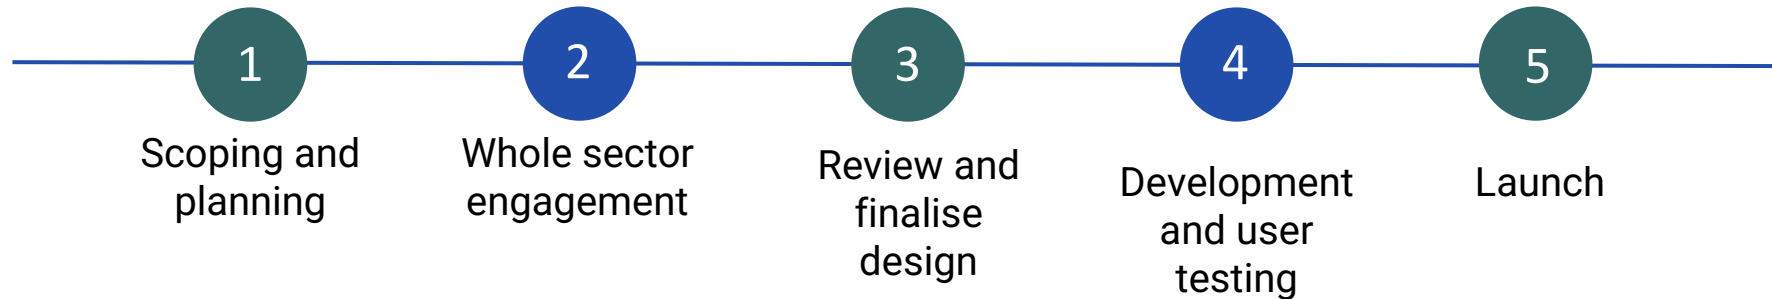 1
Scoping and
planning
2
Whole sector
engagement
3
Review and
finalise
design
4
Development
and user
testing
5
Launch